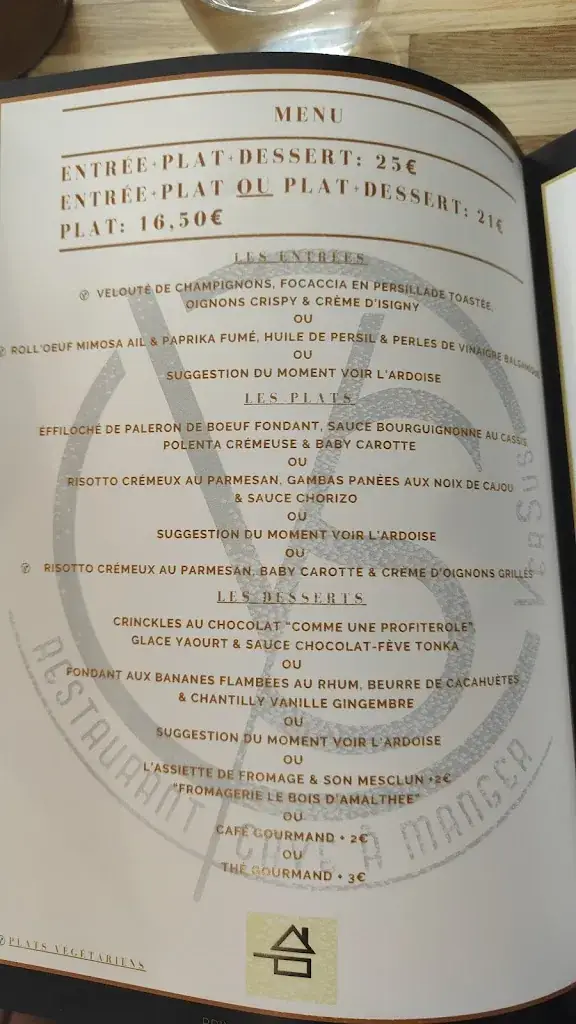 MENU
ENTRÉE+PLAT+DESSERT: 25€
ENTRÉE+PLAT OU PLAT+DESSERT: 21€
PLAT: 16,50€
LES ENTRÉES
VELOUTÉ DE CHAMPIGNONS, FOCACCIA EN PERSILLADE TOASTÉE,
OIGNONS CRISPY & CRÈME D'ISIGNY
OU
ROLL'OEUF MIMOSA AIL & PAPRIKA FUMÉ, HUILE DE PERSIL & PERLES DE VINAIGRE BALSAMIQUE
OU
SUGGESTION DU MOMENT VOIR L'ARDOISE
LES PLATS
EFFILOCHÉ DE PALERON DE BOEUF FONDANT, SAUCE BOURGUIGNONNE AU CASSIS,
POLENTA CRÉMEUSE & BABY CAROTTE
OU
RISOTTO CRÉMEUX AU PARMESAN, GAMBAS PANÉES AUX NOIX DE CAJOU
& SAUCE CHORIZO
OU
SUGGESTION DU MOMENT VOIR L'ARDOISE
OU
RISOTTO CRÉMEUX AU PARMESAN, BABY CAROTTE & CRÈME D'OIGNONS GRILLÉS
LES DESSERTS
CRINCKLES AU CHOCOLAT "COMME UNE PROFITEROLE",
GLACE YAOURT & SAUCE CHOCOLAT-FÈVE TONKA
OU
FONDANT AUX BANANES FLAMBÉES AU RHUM, BEURRE DE CACAHUÈTES
& CHANTILLY VANILLE GINGEMBRE
OU
SUGGESTION DU MOMENT VOIR L'ARDOISE
OU
L'ASSIETTE DE FROMAGE & SON MESCLUN +2€
"FROMAGERIE LE BOIS D'AMALTHÉE"
OU
CAFÉ GOURMAND + 2€
OU
THÉ GOURMAND + 3€
RESTAURANT CAVE À MANGER
PLATS VÉGÉTARIENS